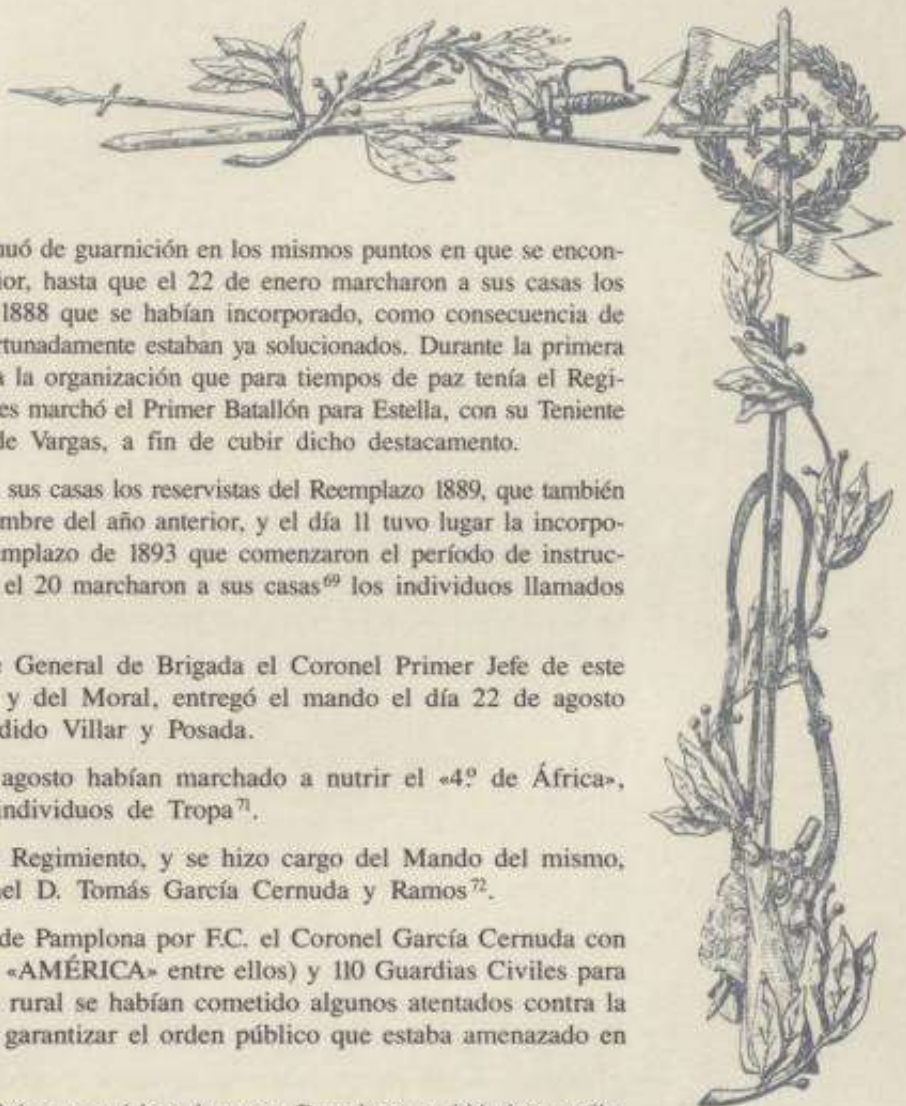 nuó de guarnición en los mismos puntos en que se encon-
ior, hasta que el 22 de enero marcharon a sus casas los
1888 que se habían incorporado, como consecuencia de
rtunadamente estaban ya solucionados. Durante la primera
a la organización que para tiempos de paz tenía el Regi-
es marchó el Primer Batallón para Estella, con su Teniente
de Vargas, a fin de cubir dicho destacamento.
sus casas los reservistas del Reemplazo 1889, que también
mbre del año anterior, y el día 11 tuvo lugar la incorpo-
emplazo de 1893 que comenzaron el período de instruc-
el 20 marcharon a sus casas⁶⁹ los individuos llamados
e General de Brigada el Coronel Primer Jefe de este
y del Moral, entregó el mando el día 22 de agosto
dido Villar y Posada.
agosto habían marchado a nutrir el «4.º de África»,
individuos de Tropa⁷¹.
Regimiento, y se hizo cargo del Mando del mismo,
nel D. Tomás García Cernuda y Ramos⁷².
de Pamplona por F.C. el Coronel García Cernuda con
«AMÉRICA» entre ellos) y 110 Guardias Civiles para
rural se habían cometido algunos atentados contra la
garantizar el orden público que estaba amenazado en